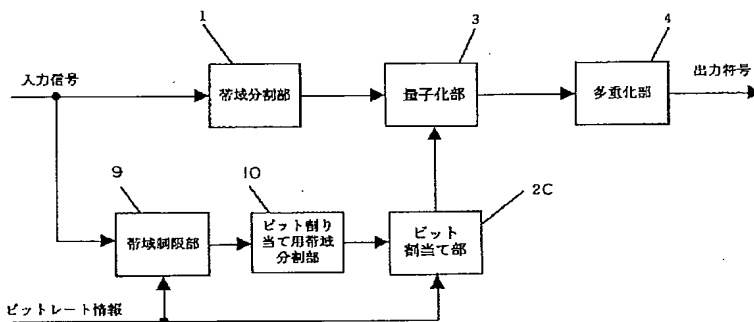 1
3
4
入力信号
出力符号
帯域分割部
量子化部
多重化部
9
10
2C
帯域制限部
ビット割り
当て用帯域
分割部
ビット
割当て部
ビットレート情報